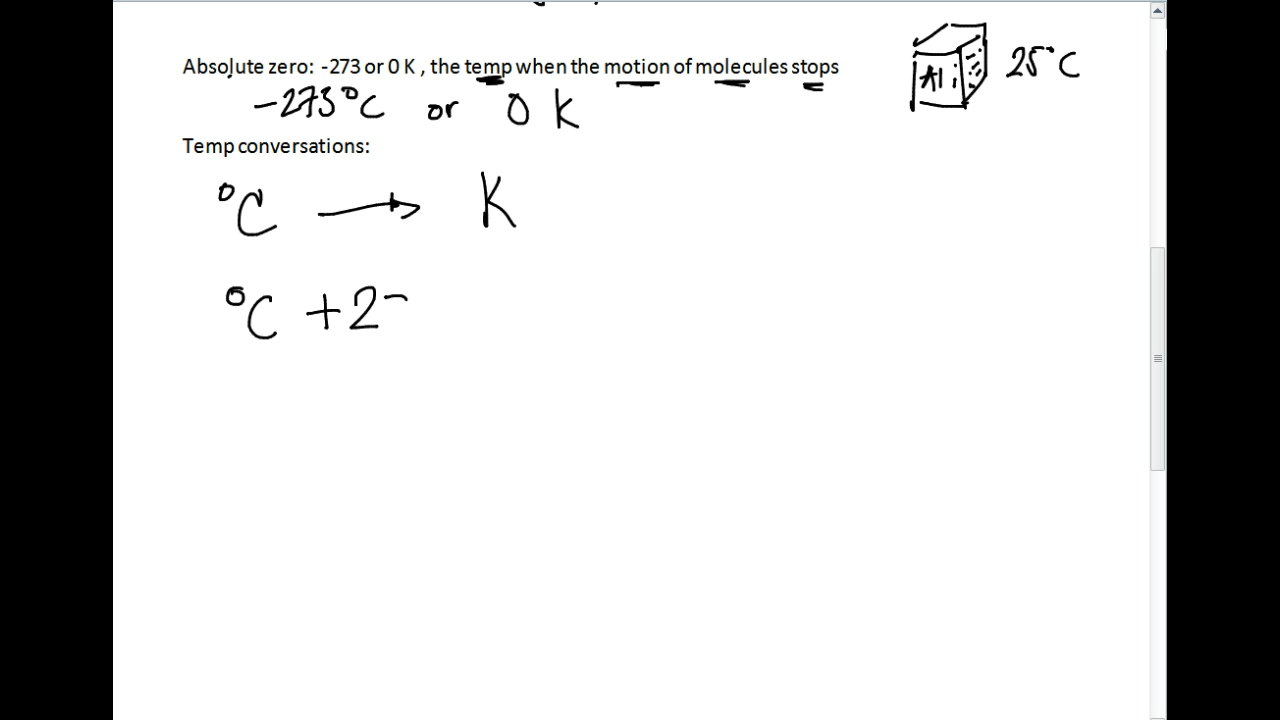 Absolute zero: -273 or 0 K , the temp when the motion of molecules stops
-273°C or 0 K
Al 25°C
Temp conversations:
°C → K
°C + 2